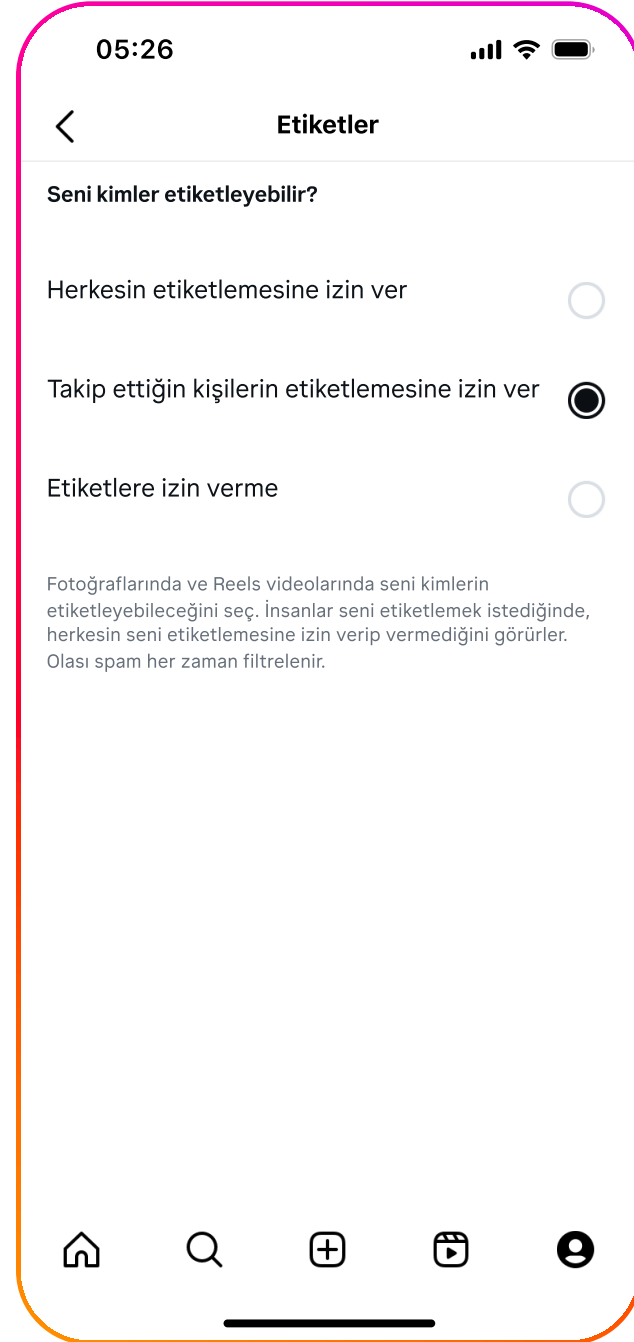 05:26
Etiketler
Seni kimler etiketleyebilir?
Herkesin etiketlemesine izin ver
Takip ettiğin kişilerin etiketlemesine izin ver
Etiketlere izin verme
Fotoğraflarında ve Reels videolarında seni kimlerin
etiketleyebileceğini seç. İnsanlar seni etiketlemek istediğinde,
herkesin seni etiketlemesine izin verip vermediğini görürler.
Olası spam her zaman filtrelenir.